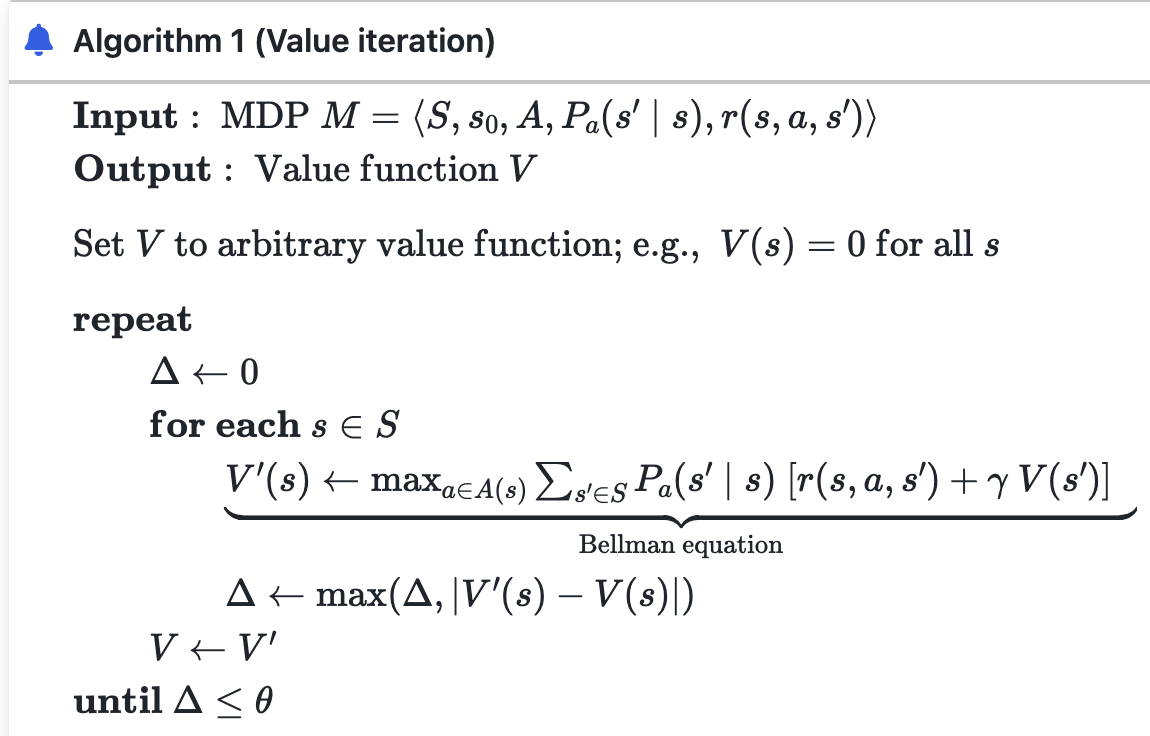 Algorithm 1 (Value iteration)
Input : MDP M = ⟨S, s₀, A, Pₐ(s′ | s), r(s, a, s′)⟩
Output : Value function V
Set V to arbitrary value function; e.g., V(s) = 0 for all s
repeat
Δ ← 0
for each s ∈ S
V′(s) ← max_{a∈A(s)} ∑_{s′∈S} Pₐ(s′ | s) [r(s, a, s′) + γ V(s′)]
Bellman equation
Δ ← max(Δ, |V′(s) − V(s)|)
V ← V′
until Δ ≤ θ